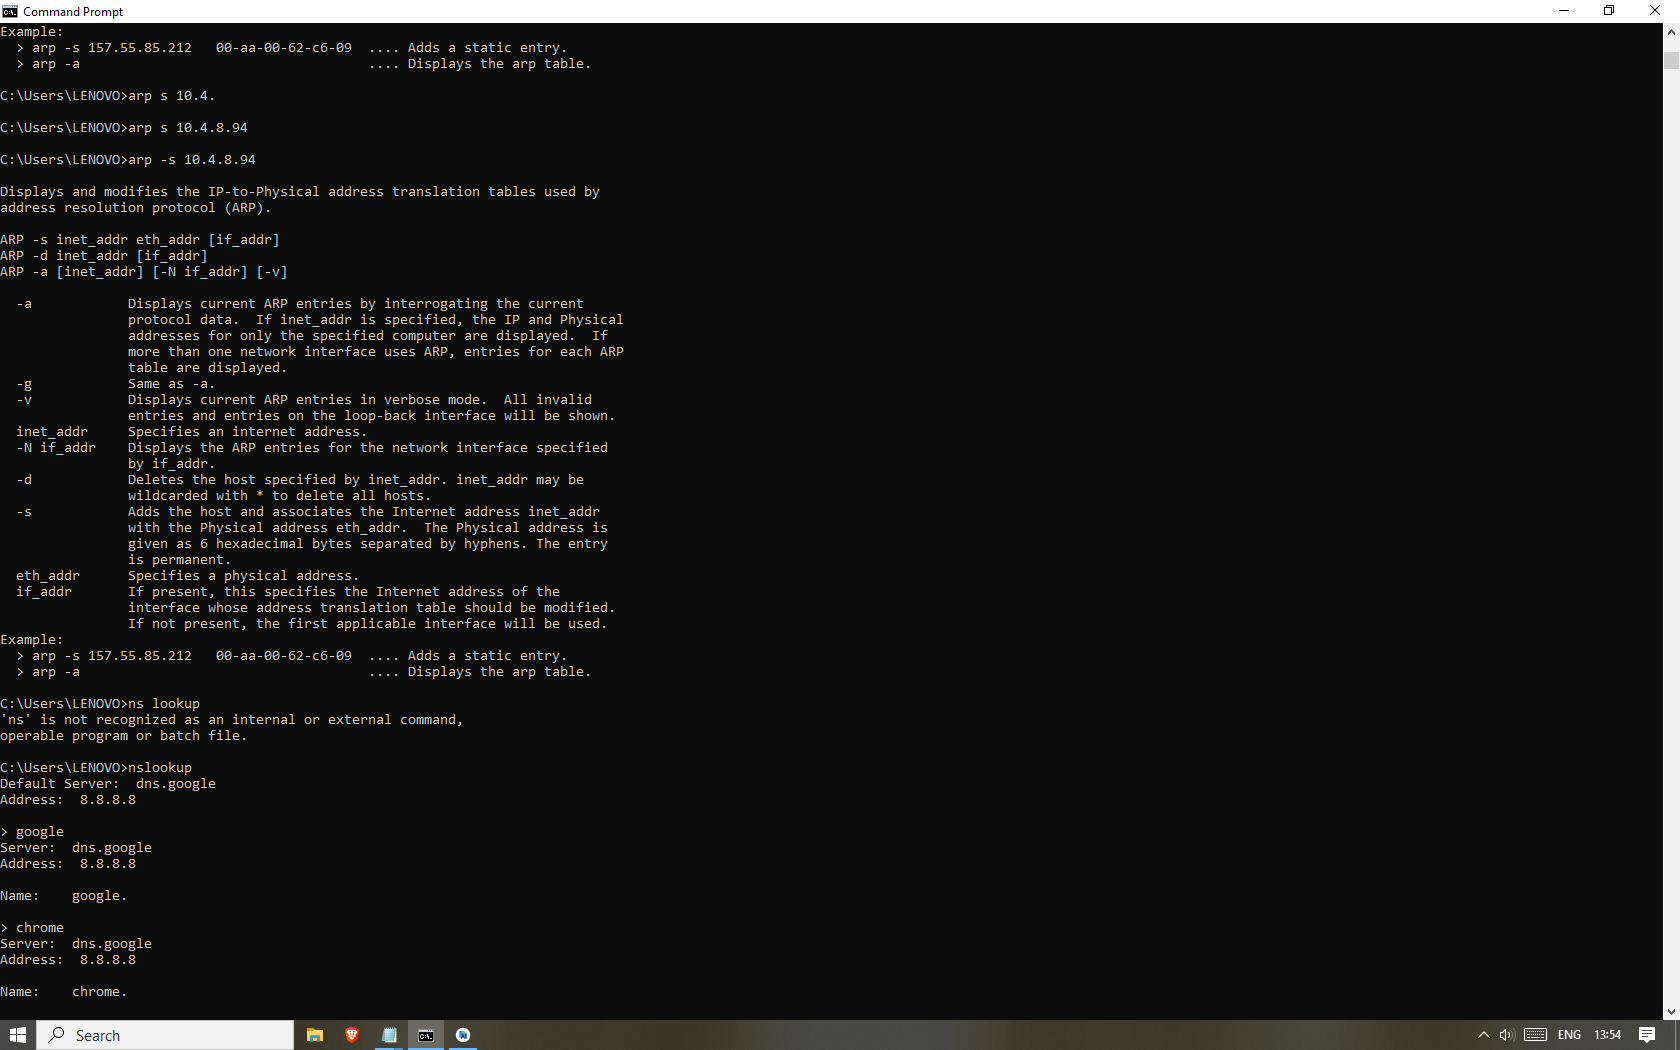 Command Prompt
Example:
  > arp -s 157.55.85.212   00-aa-00-62-c6-09  .... Adds a static entry.
  > arp -a                                    .... Displays the arp table.

C:\Users\LENOVO>arp s 10.4.

C:\Users\LENOVO>arp s 10.4.8.94

C:\Users\LENOVO>arp -s 10.4.8.94

Displays and modifies the IP-to-Physical address translation tables used by
address resolution protocol (ARP).

ARP -s inet_addr eth_addr [if_addr]
ARP -d inet_addr [if_addr]
ARP -a [inet_addr] [-N if_addr] [-v]

  -a            Displays current ARP entries by interrogating the current
                protocol data.  If inet_addr is specified, the IP and Physical
                addresses for only the specified computer are displayed.  If
                more than one network interface uses ARP, entries for each ARP
                table are displayed.
  -g            Same as -a.
  -v            Displays current ARP entries in verbose mode.  All invalid
                entries and entries on the loop-back interface will be shown.
  inet_addr     Specifies an internet address.
  -N if_addr    Displays the ARP entries for the network interface specified
                by if_addr.
  -d            Deletes the host specified by inet_addr. inet_addr may be
                wildcarded with * to delete all hosts.
  -s            Adds the host and associates the Internet address inet_addr
                with the Physical address eth_addr.  The Physical address is
                given as 6 hexadecimal bytes separated by hyphens. The entry
                is permanent.
  eth_addr      Specifies a physical address.
  if_addr       If present, this specifies the Internet address of the
                interface whose address translation table should be modified.
                If not present, the first applicable interface will be used.
Example:
  > arp -s 157.55.85.212   00-aa-00-62-c6-09  .... Adds a static entry.
  > arp -a                                    .... Displays the arp table.

C:\Users\LENOVO>ns lookup
'ns' is not recognized as an internal or external command,
operable program or batch file.

C:\Users\LENOVO>nslookup
Default Server:  dns.google
Address:  8.8.8.8

> google
Server:  dns.google
Address:  8.8.8.8

Name:    google.

> chrome
Server:  dns.google
Address:  8.8.8.8

Name:    chrome.

Search
ENG
13:54